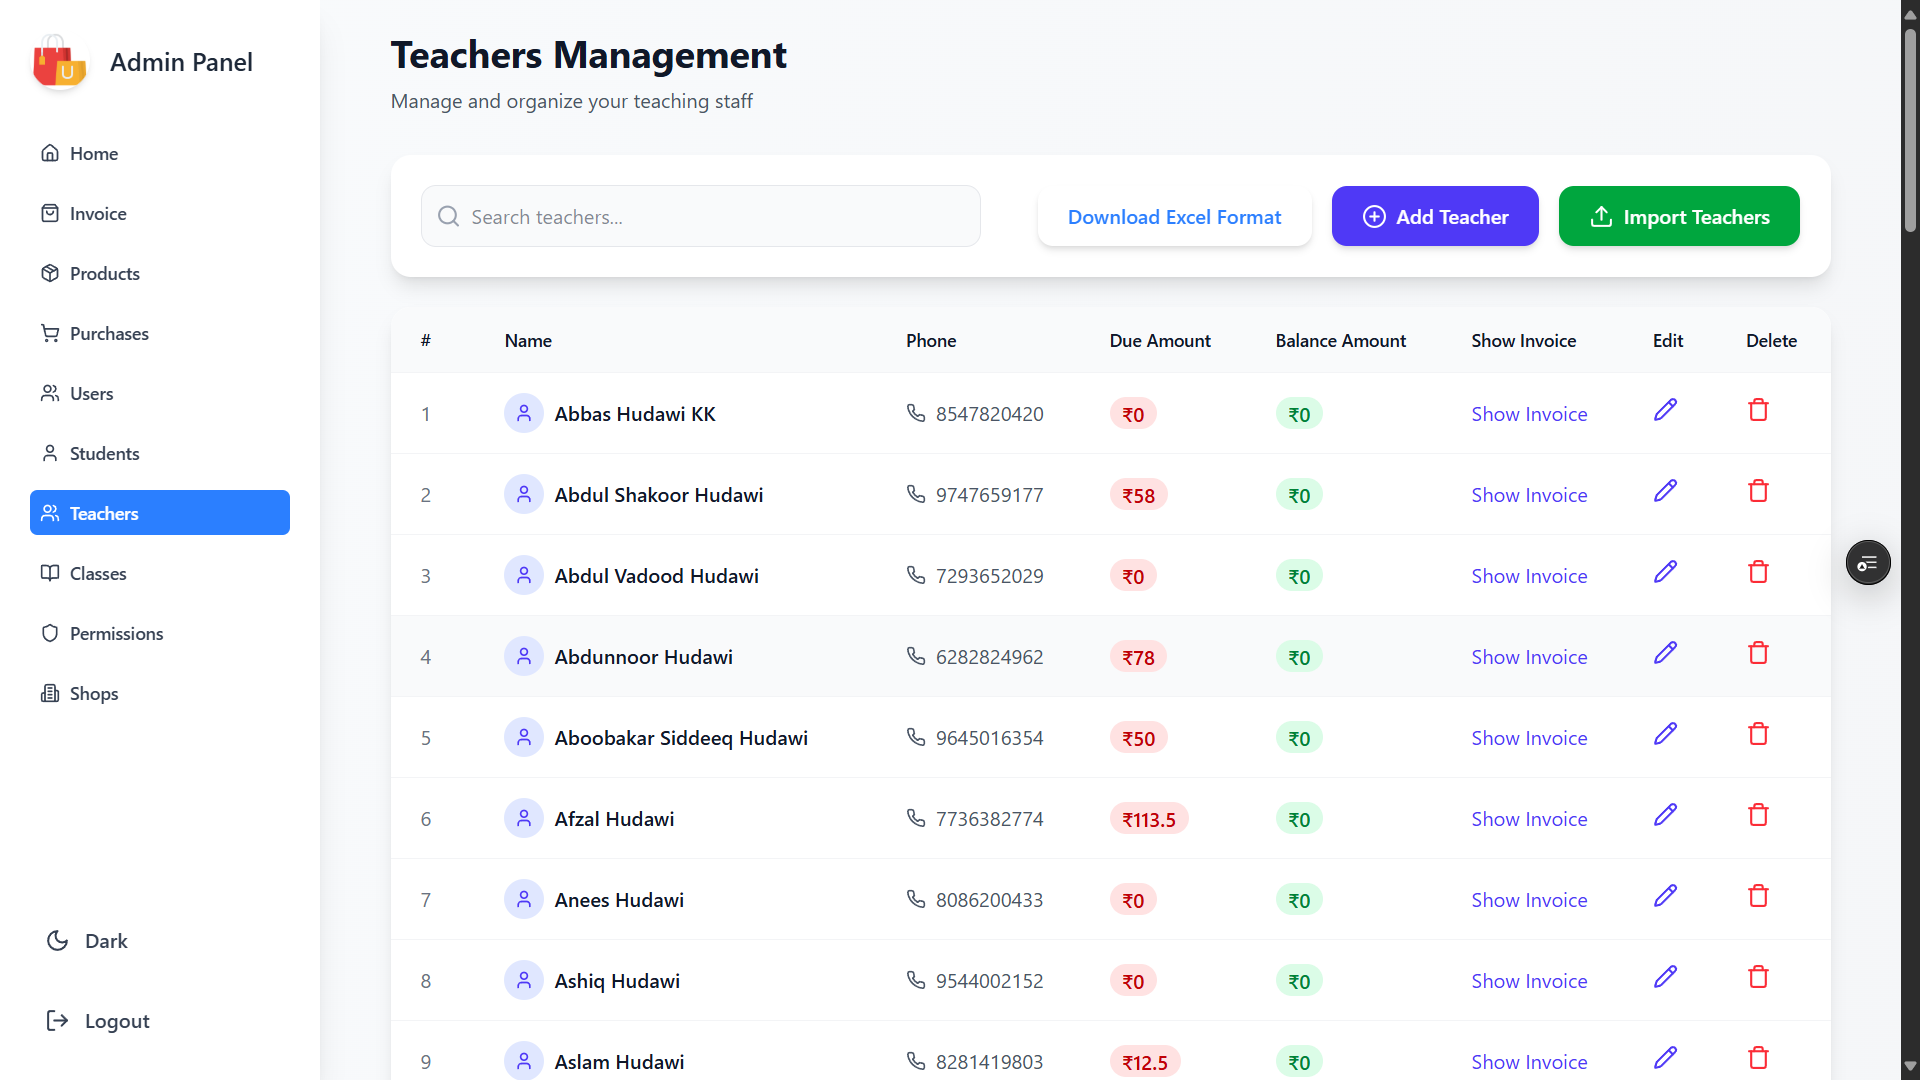 Admin Panel
Home
Invoice
Products
Purchases
Users
Students
Teachers
Classes
Permissions
Shops
Dark
Logout
Teachers Management
Manage and organize your teaching staff
Search teachers...
Download Excel Format
Add Teacher
Import Teachers
# Name Phone Due Amount Balance Amount Show Invoice Edit Delete
1 Abbas Hudawi KK 8547820420 ₹0 ₹0 Show Invoice
2 Abdul Shakoor Hudawi 9747659177 ₹58 ₹0 Show Invoice
3 Abdul Vadood Hudawi 7293652029 ₹0 ₹0 Show Invoice
4 Abdunnoor Hudawi 6282824962 ₹78 ₹0 Show Invoice
5 Aboobakar Siddeeq Hudawi 9645016354 ₹50 ₹0 Show Invoice
6 Afzal Hudawi 7736382774 ₹113.5 ₹0 Show Invoice
7 Anees Hudawi 8086200433 ₹0 ₹0 Show Invoice
8 Ashiq Hudawi 9544002152 ₹0 ₹0 Show Invoice
9 Aslam Hudawi 8281419803 ₹12.5 ₹0 Show Invoice